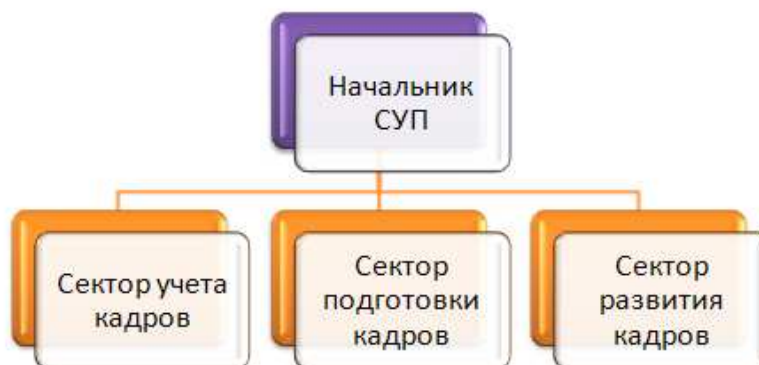 Начальник
СУП
Сектор учета
кадров
Сектор
подготовки
кадров
Сектор
развития
кадров